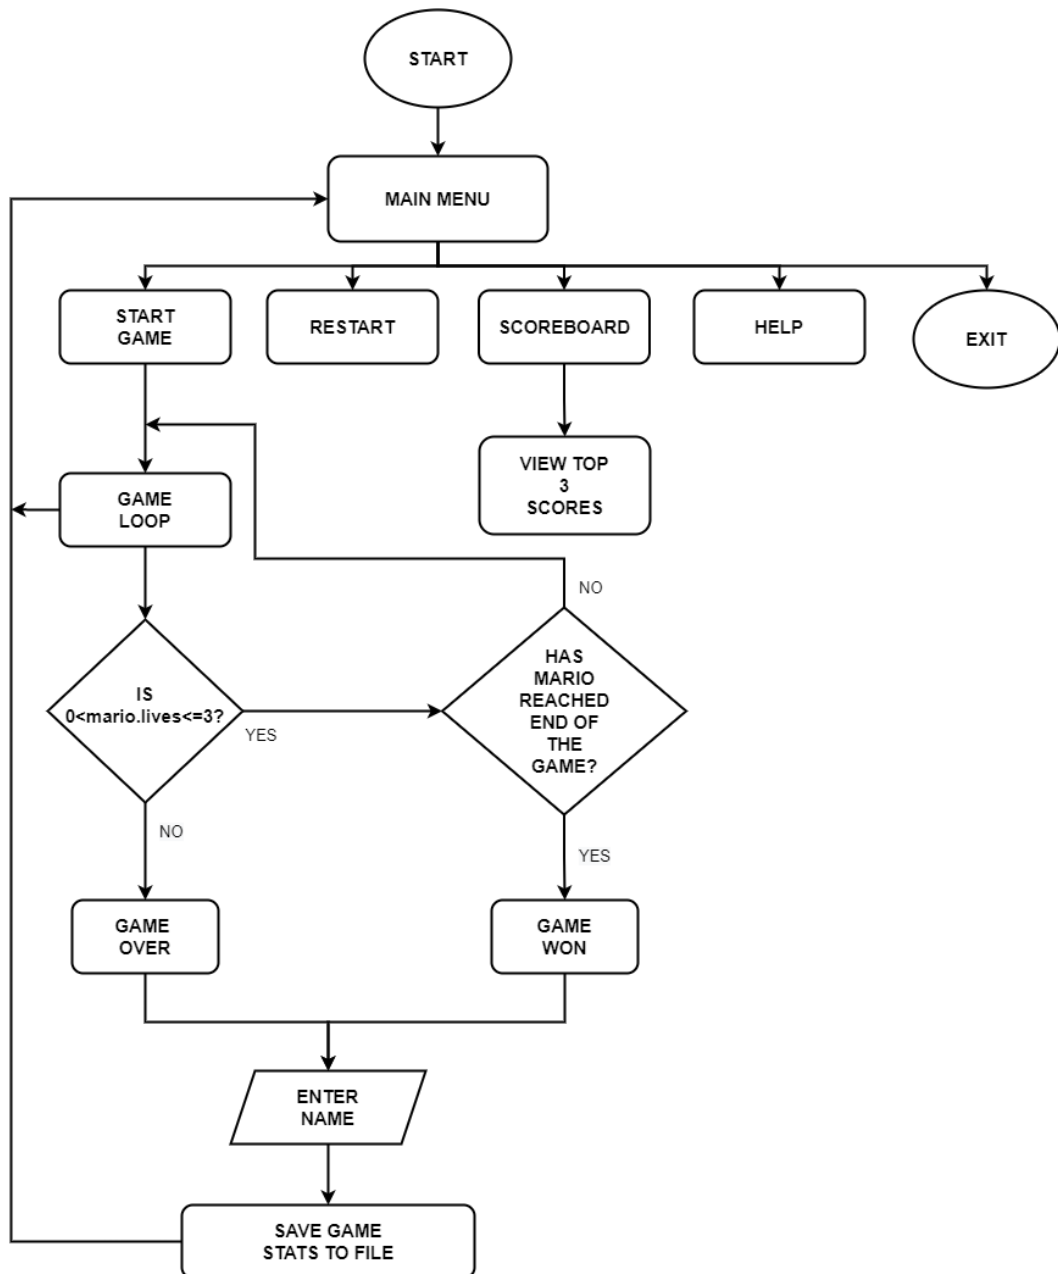 START
MAIN MENU
START
GAME
RESTART
SCOREBOARD
HELP
EXIT
VIEW TOP
3
SCORES
GAME
LOOP
NO
HAS
MARIO
REACHED
END OF
THE
GAME?
IS
0<mario.lives<=3?
YES
NO
YES
GAME
OVER
GAME
WON
ENTER
NAME
SAVE GAME
STATS TO FILE